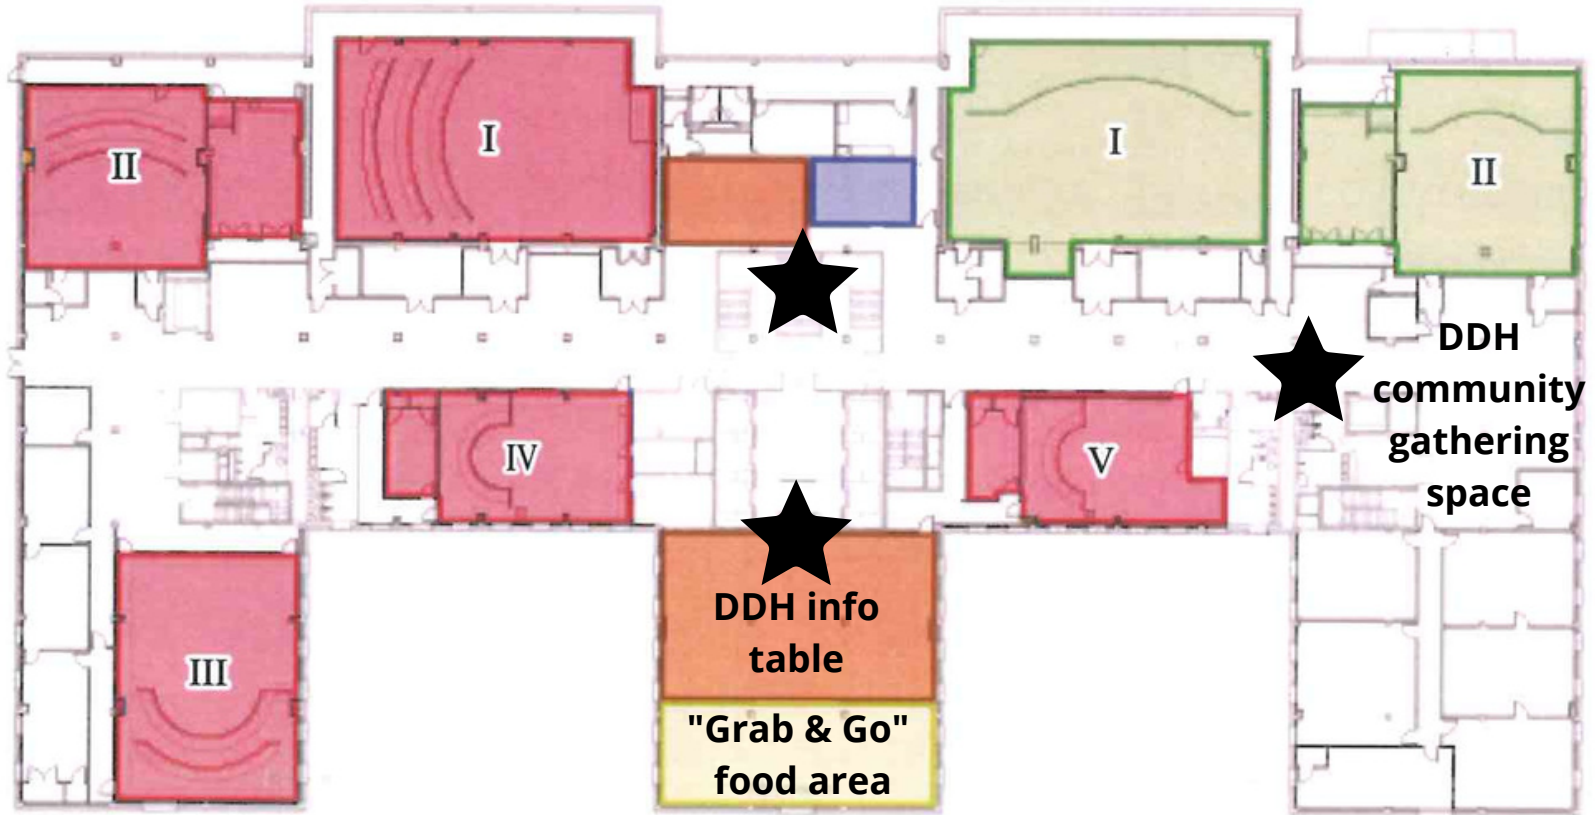 II
I
I
II
DDH
community
gathering
space
IV
V
DDH info
table
III
"Grab & Go"
food area